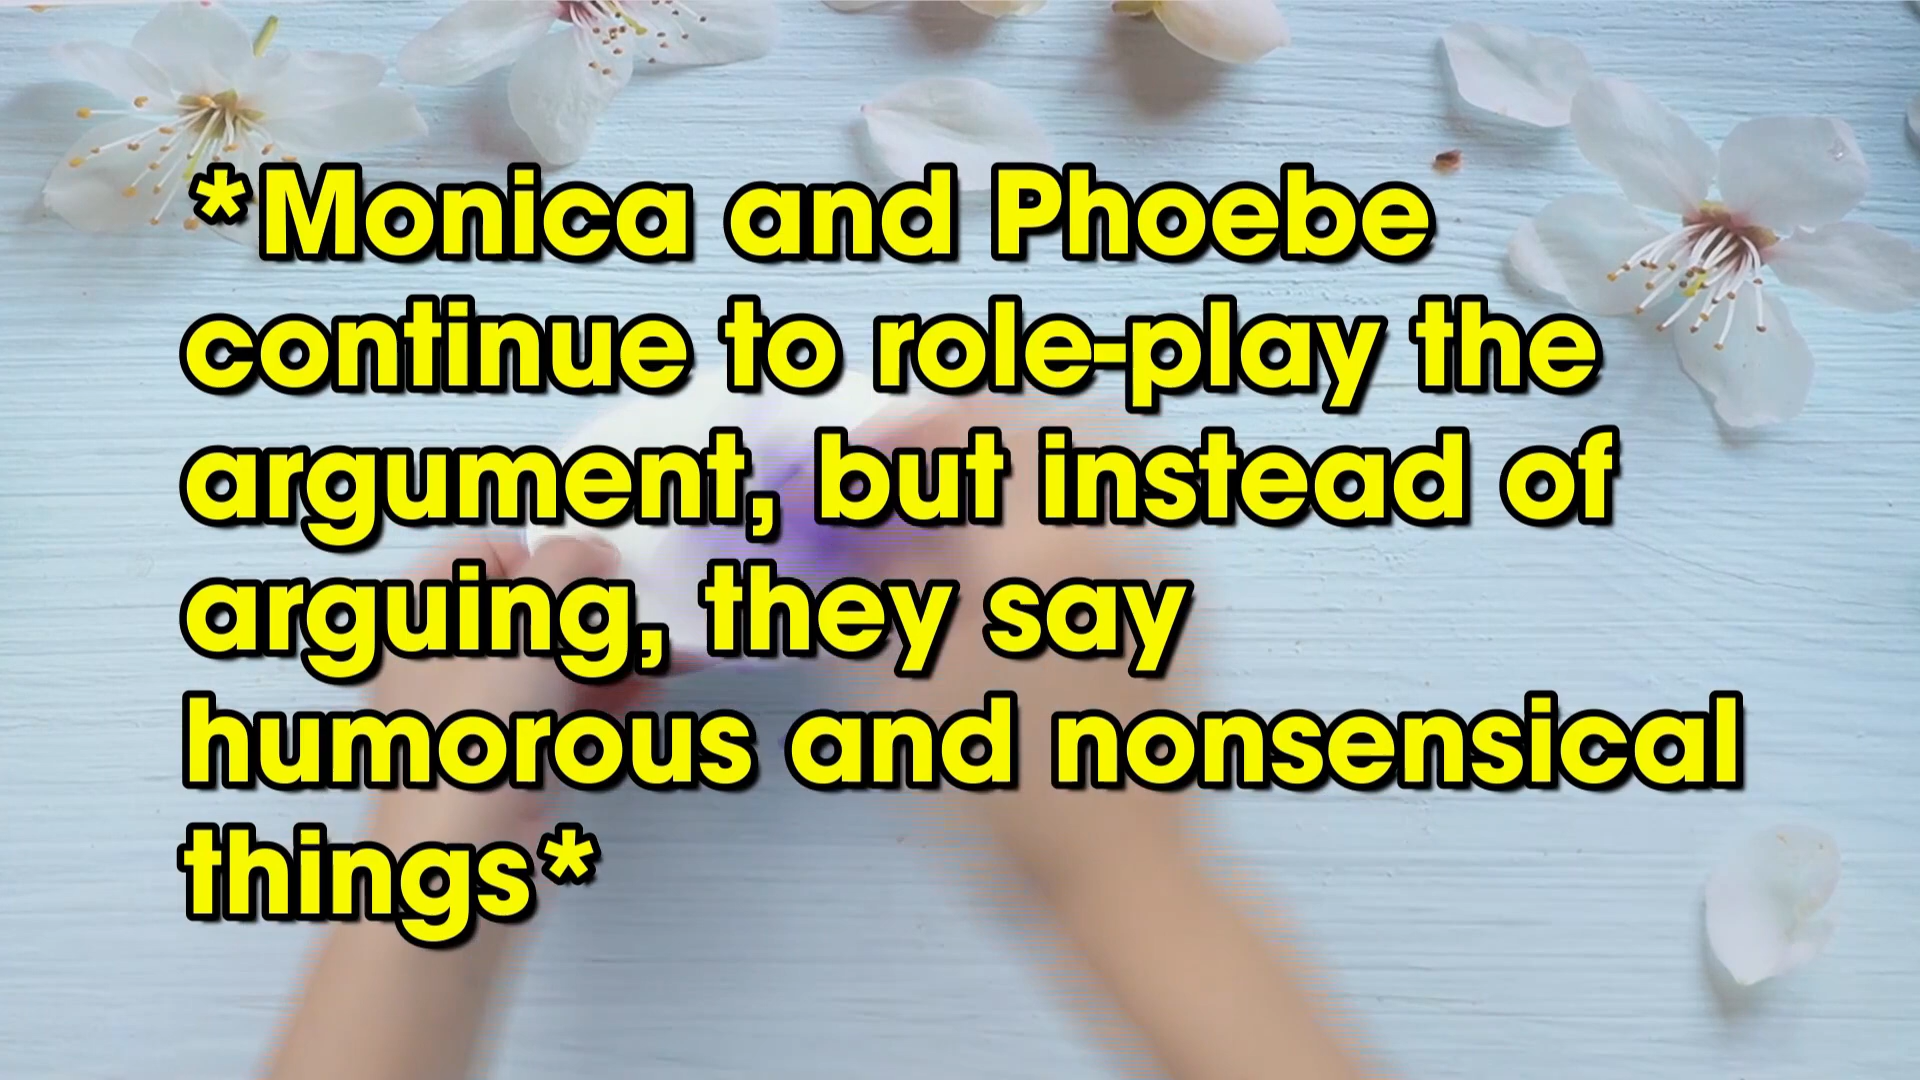 *Monica and Phoebe
continue to role-play the
argument, but instead of
arguing, they say
humorous and nonsensical
things*